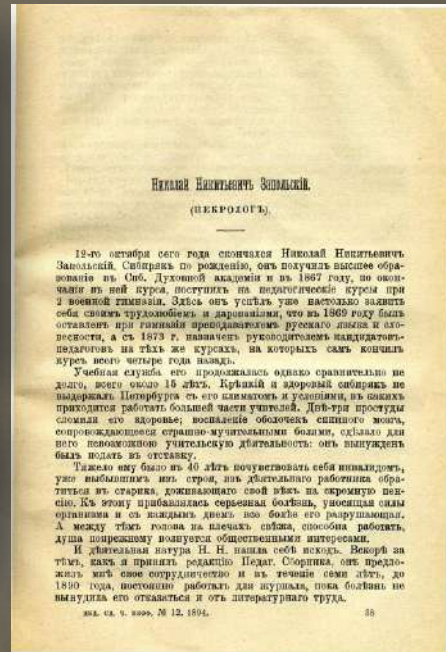 Николай Никитьевичъ Запольскій.
(НЕКРОЛОГЪ).
12-го октября сего года скончался Николай Никитьевичъ
Запольскій. Сибирякъ по рожденію, онъ получилъ высшее обра-
зованіе въ Спб. Духовной академіи и въ 1867 году, по окон-
чаніи въ ней курса, поступилъ на педагогическіе курсы при
2 военной гимназіи. Здѣсь онъ успѣлъ уже настолько заявить
себя своимъ трудолюбіемъ и дарованіями, что въ 1869 году былъ
оставленъ при гимназіи преподавателемъ русскаго языка и сло-
весности, а съ 1873 г. назначенъ руководителемъ кандидатовъ-
педагоговъ на тѣхъ же курсахъ, на которыхъ самъ кончилъ
курсъ всего четыре года назадъ.
Учебная служба его продолжалась однако сравнительно не
долго, всего около 15 лѣтъ. Крѣпкій и здоровый сибирякъ не
выдержалъ Петербурга съ его климатомъ и условіями, въ какихъ
приходится работать большей части учителей. Двѣ-три простуды
сломили его здоровье; воспаленіе оболочекъ спиннаго мозга,
сопровождающееся страшно-мучительными болями, сдѣлало для
него невозможною учительскую дѣятельность: онъ вынужденъ
былъ подать въ отставку.
Тяжело ему было въ 40 лѣтъ почувствовать себя инвалидомъ,
уже выбывшимъ изъ строя, изъ дѣятельнаго работника обра-
титься въ старика, доживающаго свой вѣкъ на скромную пен-
сію. Къ этому прибавлялась серьезная болѣзнь, уносящая силы
организма и съ каждымъ днемъ все болѣе его разрушающая.
А между тѣмъ голова на плечахъ свѣжа, способна работать,
душа попрежнему волнуется общественными интересами.
И дѣятельная натура Н. Н. нашла себѣ исходъ. Вскорѣ за
тѣмъ, какъ я принялъ редакцію Педаг. Сборника, онъ предло-
жилъ мнѣ свое сотрудничество и въ теченіе семи лѣтъ, до
1890 года, постоянно работалъ для журнала, пока болѣзнь не
вынудила его отказаться и отъ литературнаго труда.
пед. сб. ч. неоф. № 12. 1894. 38